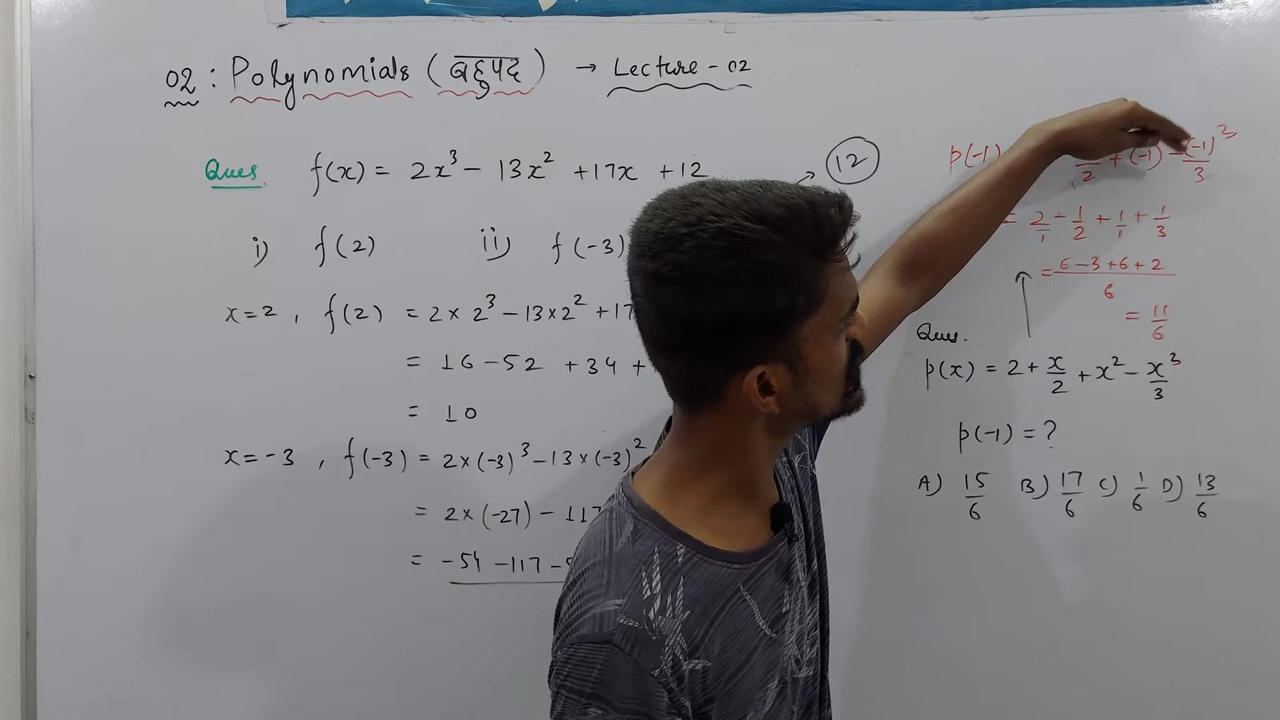 02 : Polynomials (बहुपद) → Lecture - 02
Ques. f(x) = 2x³ - 13x² + 17x + 12
i) f(2) ii) f(-3)
x=2 , f(2) = 2 × 2³ - 13×2² + 17
= 16 - 52 + 34 +
= 10
x=-3 , f(-3) = 2×(-3)³ - 13×(-3)²
= 2×(-27) - 117
= -54 - 117 -
12
p(-1) /2 + (-1) - (-1)³/3
= 2/1 - 1/2 + 1/1 + 1/3
= (6 - 3 + 6 + 2)/6
= 11/6
Ques.
p(x) = 2 + x/2 + x² - x³/3
p(-1) = ?
A) 15/6 B) 17/6 C) 1/6 D) 13/6